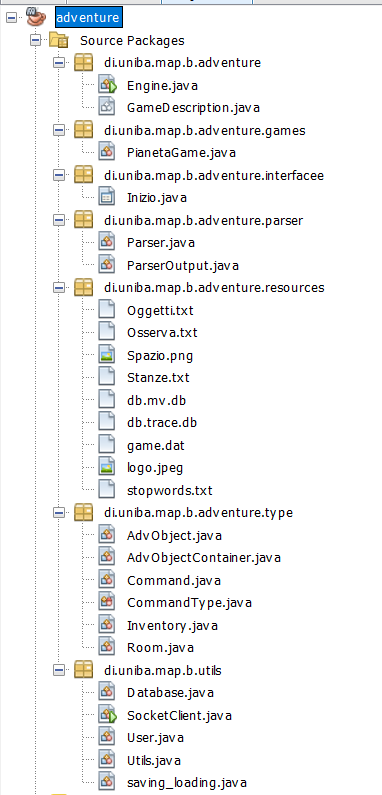 adventure
Source Packages
di.uniba.map.b.adventure
Engine.java
GameDescription.java
di.uniba.map.b.adventure.games
PianetaGame.java
di.uniba.map.b.adventure.interfacee
Inizio.java
di.uniba.map.b.adventure.parser
Parser.java
ParserOutput.java
di.uniba.map.b.adventure.resources
Oggetti.txt
Osserva.txt
Spazio.png
Stanze.txt
db.mv.db
db.trace.db
game.dat
logo.jpeg
stopwords.txt
di.uniba.map.b.adventure.type
AdvObject.java
AdvObjectContainer.java
Command.java
CommandType.java
Inventory.java
Room.java
di.uniba.map.b.utils
Database.java
SocketClient.java
User.java
Utils.java
saving_loading.java